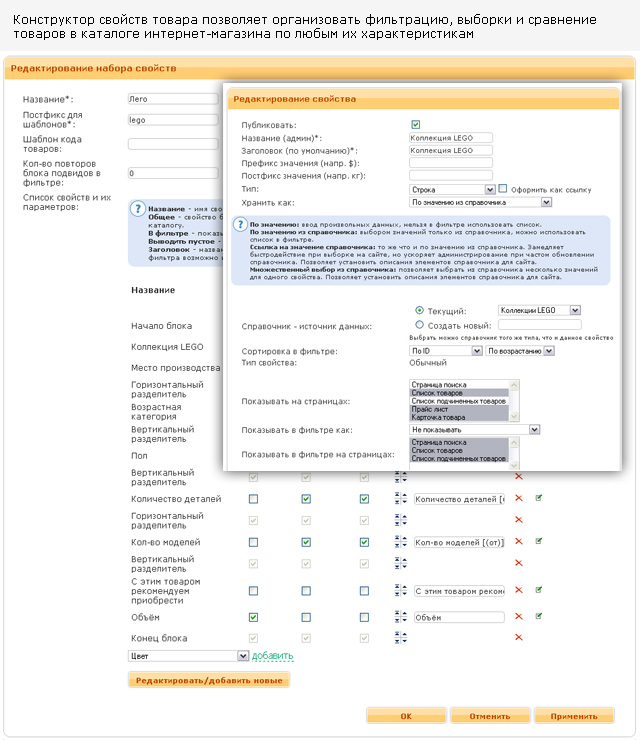 Конструктор свойств товара позволяет организовать фильтрацию, выборки и сравнение
товаров в каталоге интернет-магазина по любым их характеристикам
Редактирование набора свойств
Название*:
Лего
Постфикс для
шаблонов*:
lego
Шаблон кода
товаров:
Кол-во повторов
блока подвидов в
фильтре:
0
Список свойств и их
параметров:
?
Название - имя сво
Общее - свойство б
каталогу.
В фильтре - показы
Выводить пустое -
Заголовок - назван
фильтра возможно и
Название
Начало блока
Коллекция LEGO
Место производства
Горизонтальный
разделитель
Возрастная
категория
Вертикальный
разделитель
Пол
Вертикальный
разделитель
Количество деталей
Количество деталей [(
Горизонтальный
разделитель
Кол-во моделей
Кол-во моделей [(от)]
Вертикальный
разделитель
С этим товаром
рекомендуем
приобрести
С этим товаром реком
Объём
Объём
Конец блока
Цвет
добавить
Редактировать/добавить новые
OK
Отменить
Применить
Редактирование свойства
Публиковать:
Название (админ)*:
Коллекция LEGO
Заголовок (по умолчанию)*:
Коллекция LEGO
Префикс значения (напр. $):
Постфикс значения (напр. кг):
Тип:
Строка
Оформить как ссылку
Хранить как:
По значению из справочника
?
По значению: ввод произвольных данных, нельзя в фильтре использовать список.
По значению из справочника: выбором значений только из справочника, можно использовать
список в фильтре.
Ссылка на значение справочника: то же что и по значению из справочника. Замедляет
быстродействие при выборке на сайте, но ускоряет администрирование при частом обновлении
справочника. Позволяет установить описания элементов справочника для сайта.
Множественный выбор из справочника: позволяет выбрать из справочника несколько значений
для одного свойства. Позволяет установить описания элементов справочника для сайта.
Справочник - источник данных:
Текущий:
Коллекции LEGO
Создать новый:
Выбрать можно справочник того же типа, что и данное свойство
Сортировка в фильтре:
По ID
По возрастанию
Тип свойства:
Обычный
Показывать на страницах:
Страница поиска
Список товаров
Список подчиненных товаров
Прайс лист
Карточка товара
Показывать в фильтре как:
Не показывать
Показывать в фильтре на страницах:
Страница поиска
Список товаров
Список подчиненных товаров